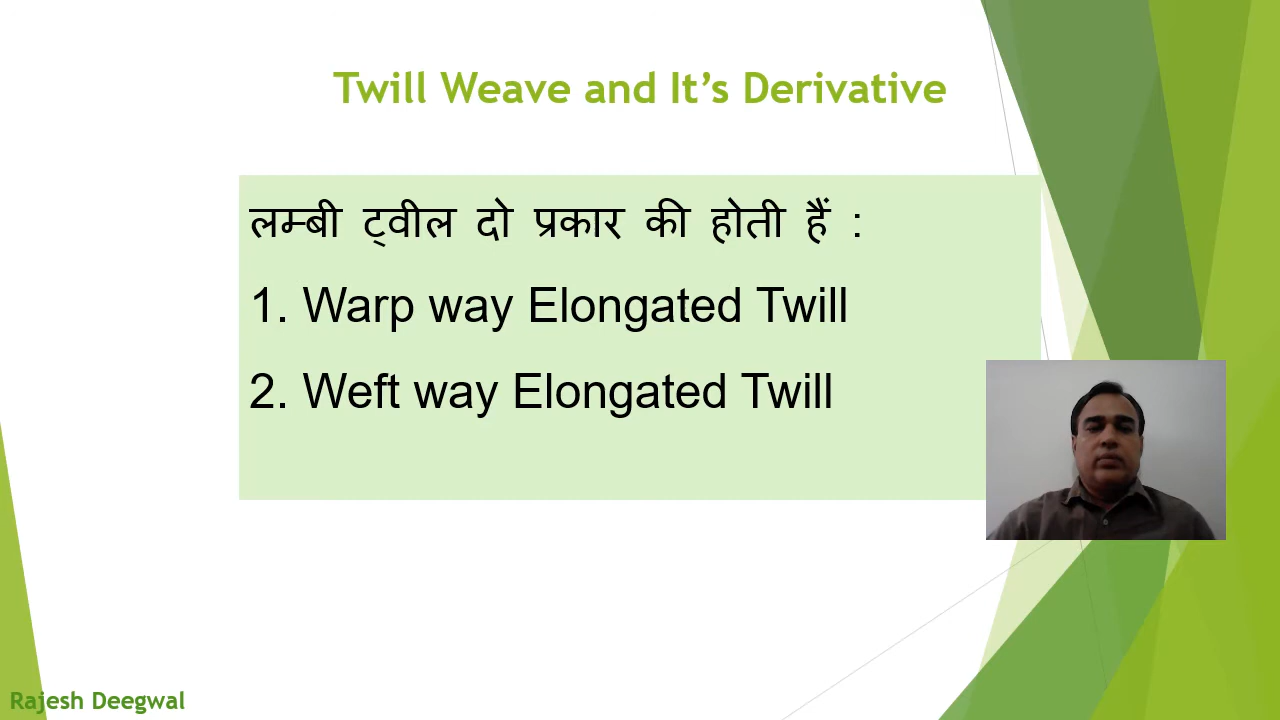 Twill Weave and It’s Derivative
लम्बी ट्वील दो प्रकार की होती हैं :
1. Warp way Elongated Twill
2. Weft way Elongated Twill
Rajesh Deegwal